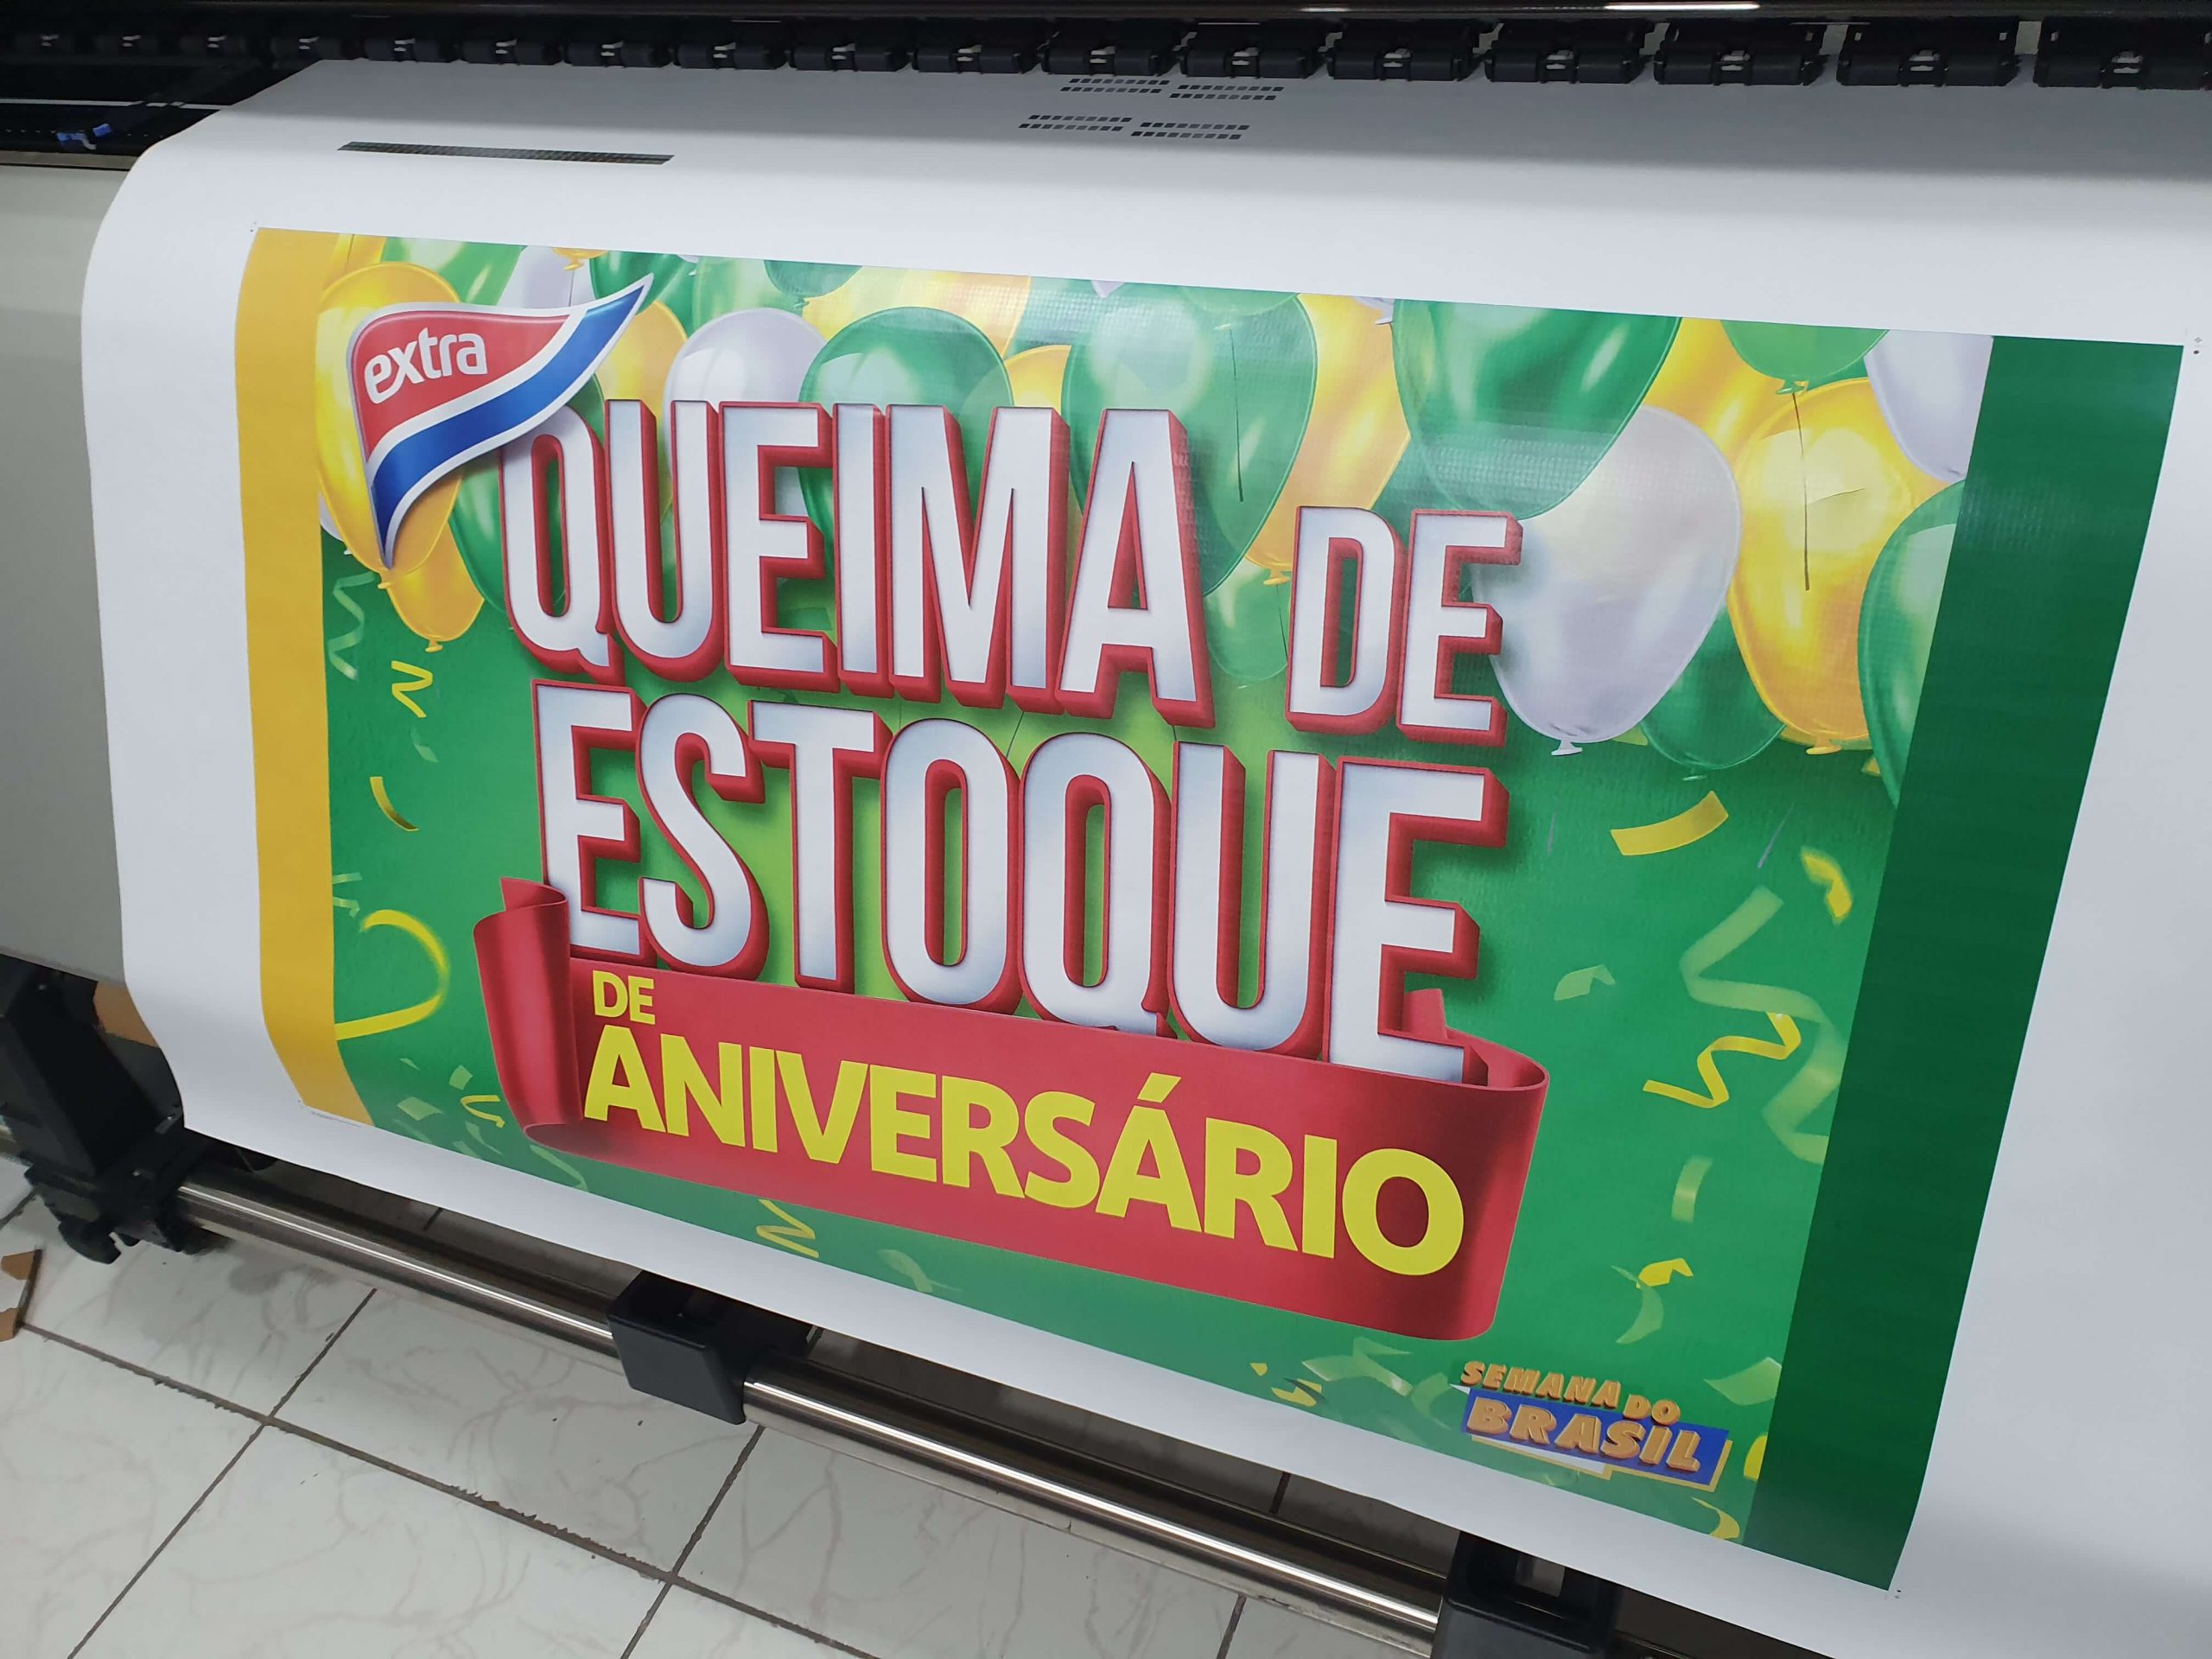 extra
QUEIMA DE
ESTOQUE
DE
ANIVERSÁRIO
SEMANA DO
BRASIL